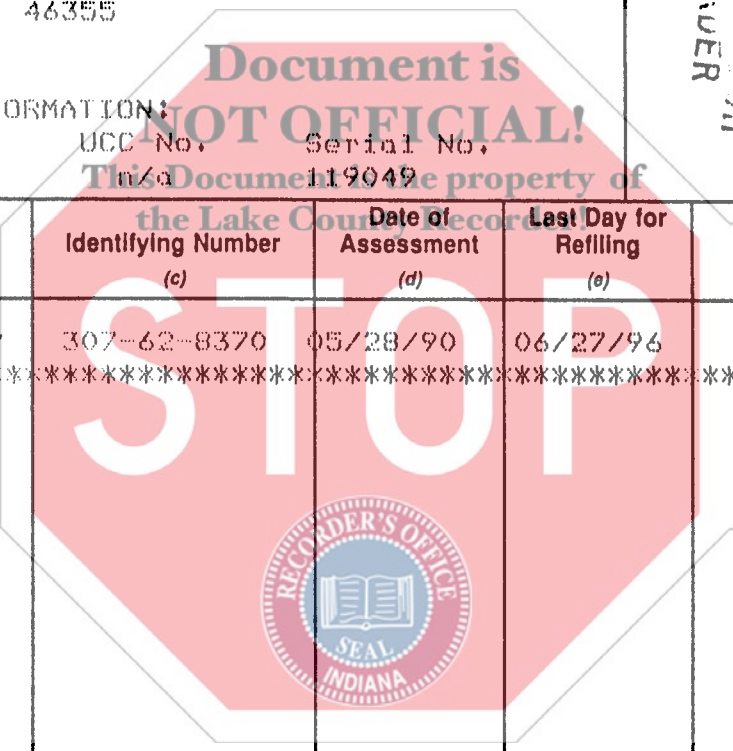 46355
Document is
ORMATION:
NOT OFFICIAL!
UCC No. Serial No.
This Document is the property of
n/a 119049
the Lake County Recorder!
Identifying Number Date of Assessment Last Day for Refiling
(c) (d) (e)
307-62-8370 05/28/90 06/27/96
****************************************
STOP
RECORDER'S OFFICE
SEAL
INDIANA